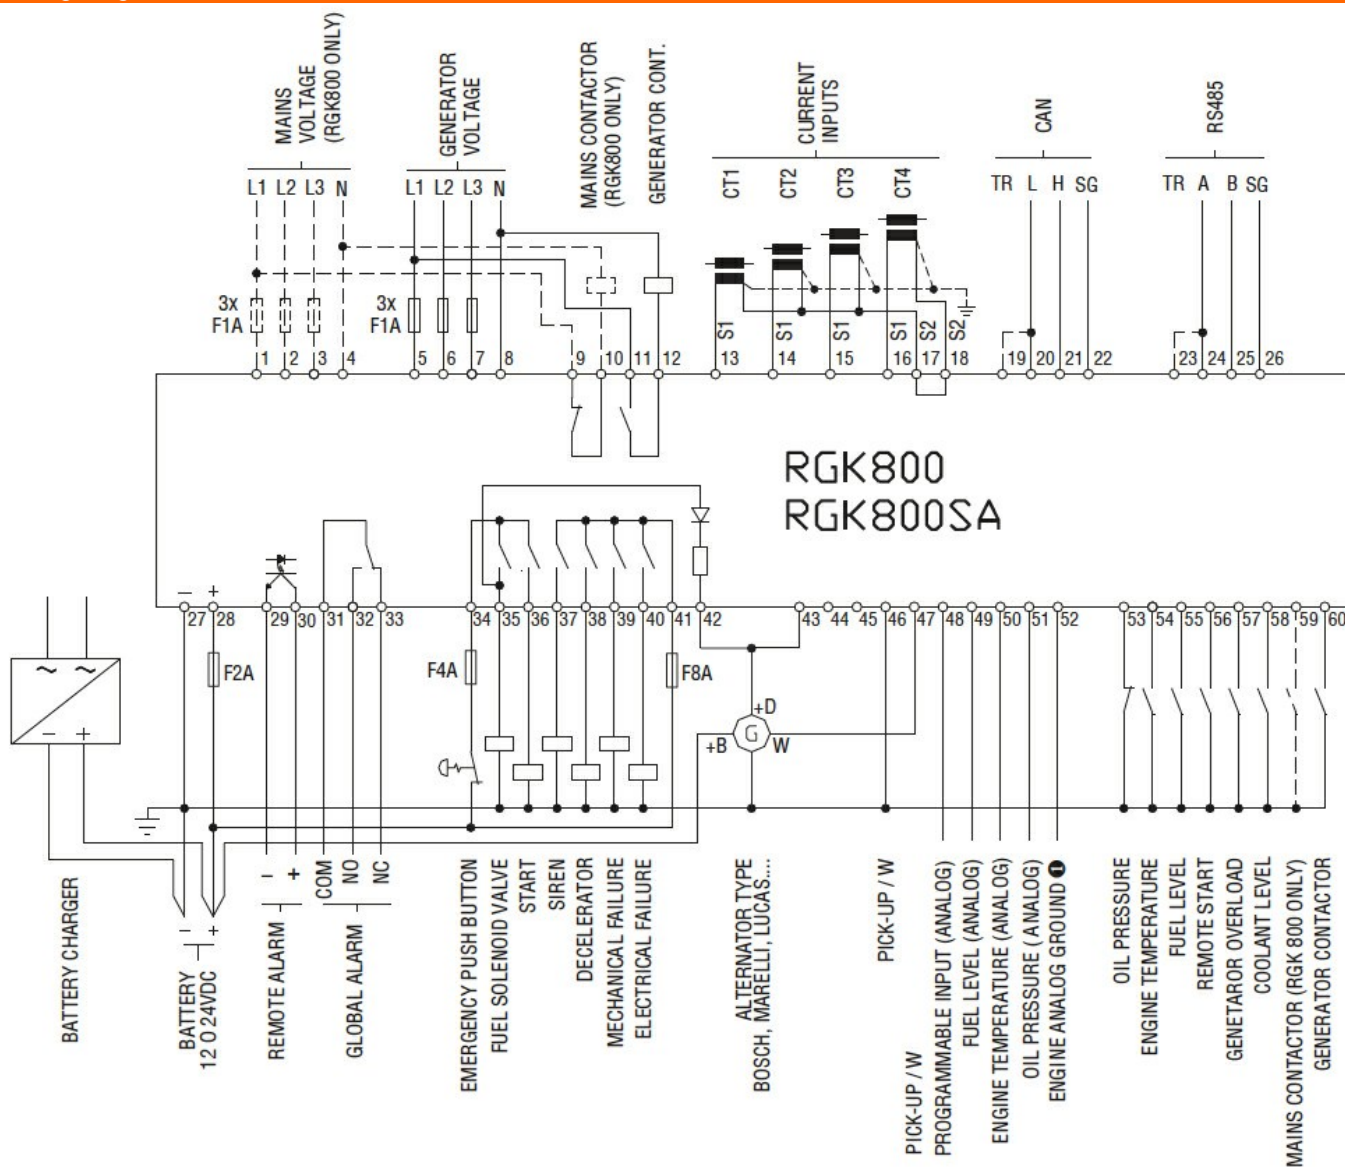 MAINS
VOLTAGE
(RGK800 ONLY)
GENERATOR
VOLTAGE
MAINS CONTACTOR
(RGK800 ONLY)
GENERATOR CONT.
CURRENT
INPUTS
CAN
RS485
L1 L2 L3 N
L1 L2 L3 N
CT1 CT2 CT3 CT4
TR L H SG
TR A B SG
3x
F1A
3x
F1A
S1 S1 S1 S1 S2 S2
1 2 3 4 5 6 7 8 9 10 11 12 13 14 15 16 17 18 19 20 21 22 23 24 25 26
RGK800
RGK800SA
− +
27 28 29 30 31 32 33 34 35 36 37 38 39 40 41 42 43 44 45 46 47 48 49 50 51 52 53 54 55 56 57 58 59 60
~ ~
− +
F2A
F4A
F8A
+D
+B G W
BATTERY CHARGER
− +
BATTERY
12 O 24VDC
− +
REMOTE ALARM
COM NO NC
GLOBAL ALARM
EMERGENCY PUSH BUTTON
FUEL SOLENOID VALVE
START
SIREN
DECELERATOR
MECHANICAL FAILURE
ELECTRICAL FAILURE
ALTERNATOR TYPE
BOSCH, MARELLI, LUCAS....
PICK-UP / W
PICK-UP / W
PROGRAMMABLE INPUT (ANALOG)
FUEL LEVEL (ANALOG)
ENGINE TEMPERATURE (ANALOG)
OIL PRESSURE ( ANALOG)
ENGINE ANALOG GROUND ❶
OIL PRESSURE
ENGINE TEMPERATURE
FUEL LEVEL
REMOTE START
GENETAROR OVERLOAD
COOLANT LEVEL
MAINS CONTACTOR (RGK 800 ONLY)
GENERATOR CONTACTOR